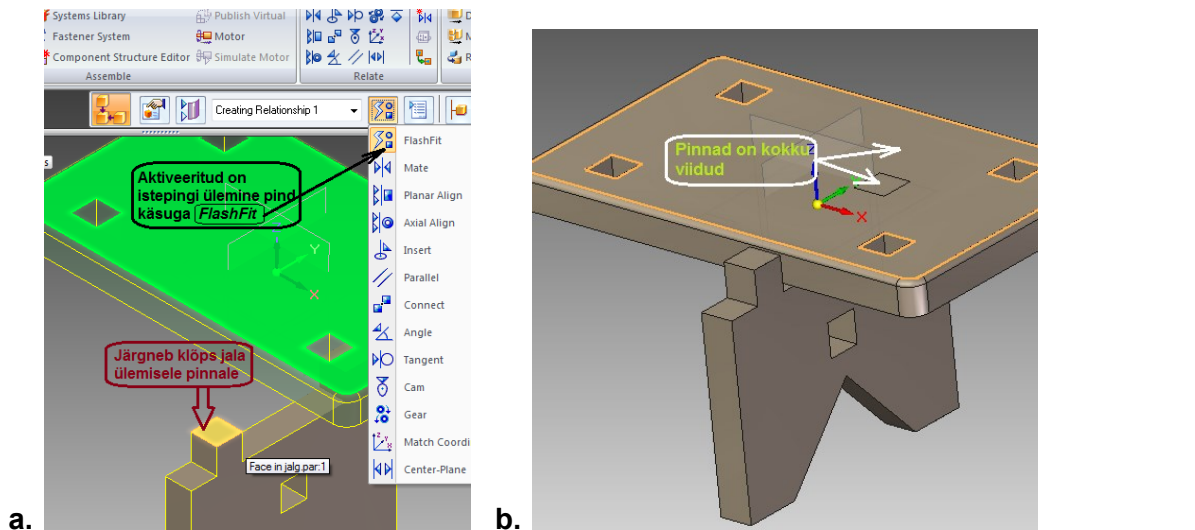 Systems Library
Publish Virtual
Fastener System
Motor
Component Structure Editor
Simulate Motor
Assemble
Relate
Creating Relationship 1
FlashFit
Mate
Planar Align
Axial Align
Insert
Parallel
Connect
Angle
Tangent
Cam
Gear
Match Coordi
Center-Plane
Aktiveeritud on
istepingi ülemine pind
käsuga FlashFit
Y
X
Järgneb klõps jala
ülemisele pinnale
Face in jalg.par:1
a.
Pinnad on kokku
viidud
X
b.